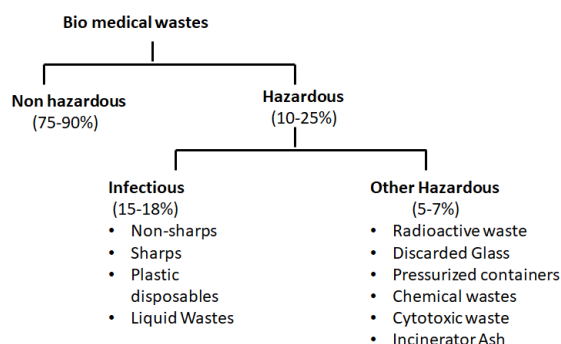 Bio medical wastes
Non hazardous
(75-90%)
Hazardous
(10-25%)
Infectious
(15-18%)
• Non-sharps
• Sharps
• Plastic
disposables
• Liquid Wastes
Other Hazardous
(5-7%)
• Radioactive waste
• Discarded Glass
• Pressurized containers
• Chemical wastes
• Cytotoxic waste
• Incinerator Ash